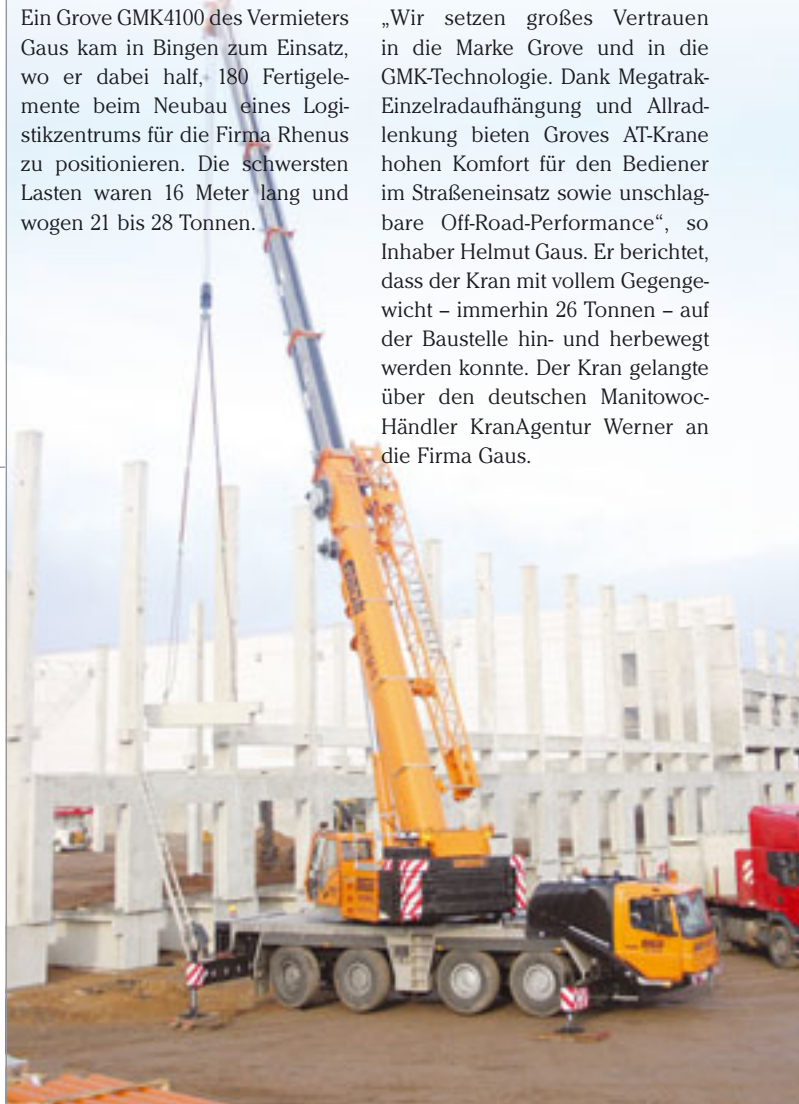 Ein Grove GMK4100 des Vermieters
Gaus kam in Bingen zum Einsatz,
wo er dabei half, 180 Fertigele-
mente beim Neubau eines Logi-
stikzentrums für die Firma Rhenus
zu positionieren. Die schwersten
Lasten waren 16 Meter lang und
wogen 21 bis 28 Tonnen.
„Wir setzen großes Vertrauen
in die Marke Grove und in die
GMK-Technologie. Dank Megatrak-
Einzelradaufhängung und Allrad-
lenkung bieten Groves AT-Krane
hohen Komfort für den Bediener
im Straßeneinsatz sowie unschlag-
bare Off-Road-Performance“, so
Inhaber Helmut Gaus. Er berichtet,
dass der Kran mit vollem Gegenge-
wicht – immerhin 26 Tonnen – auf
der Baustelle hin- und herbewegt
werden konnte. Der Kran gelangte
über den deutschen Manitowoc-
Händler KranAgentur Werner an
die Firma Gaus.